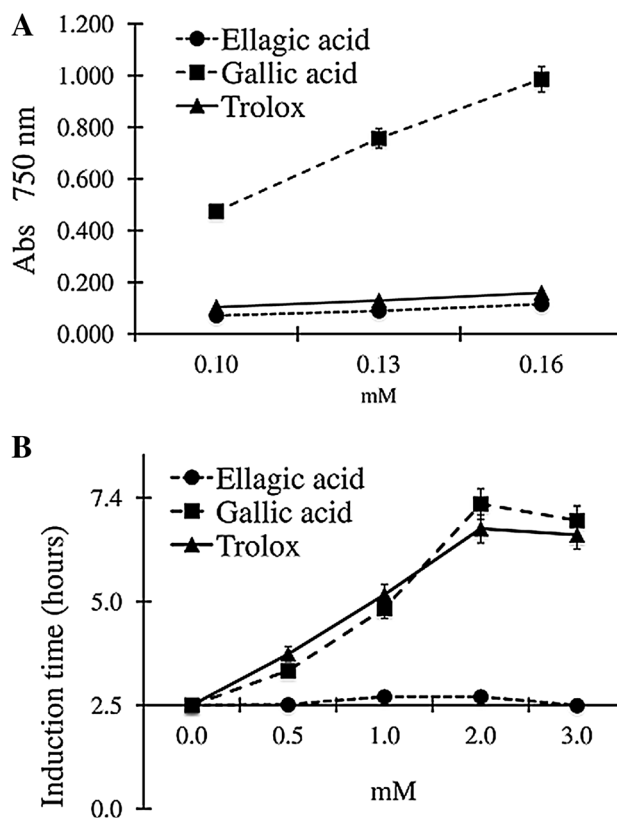 A
Abs 750 nm
1.200
1.000
0.800
0.600
0.400
0.200
0.000
Ellagic acid
Gallic acid
Trolox
0.10 0.13 0.16
mM
B
Induction time (hours)
7.4
5.0
2.5
0.0
Ellagic acid
Gallic acid
Trolox
0.0 0.5 1.0 2.0 3.0
mM